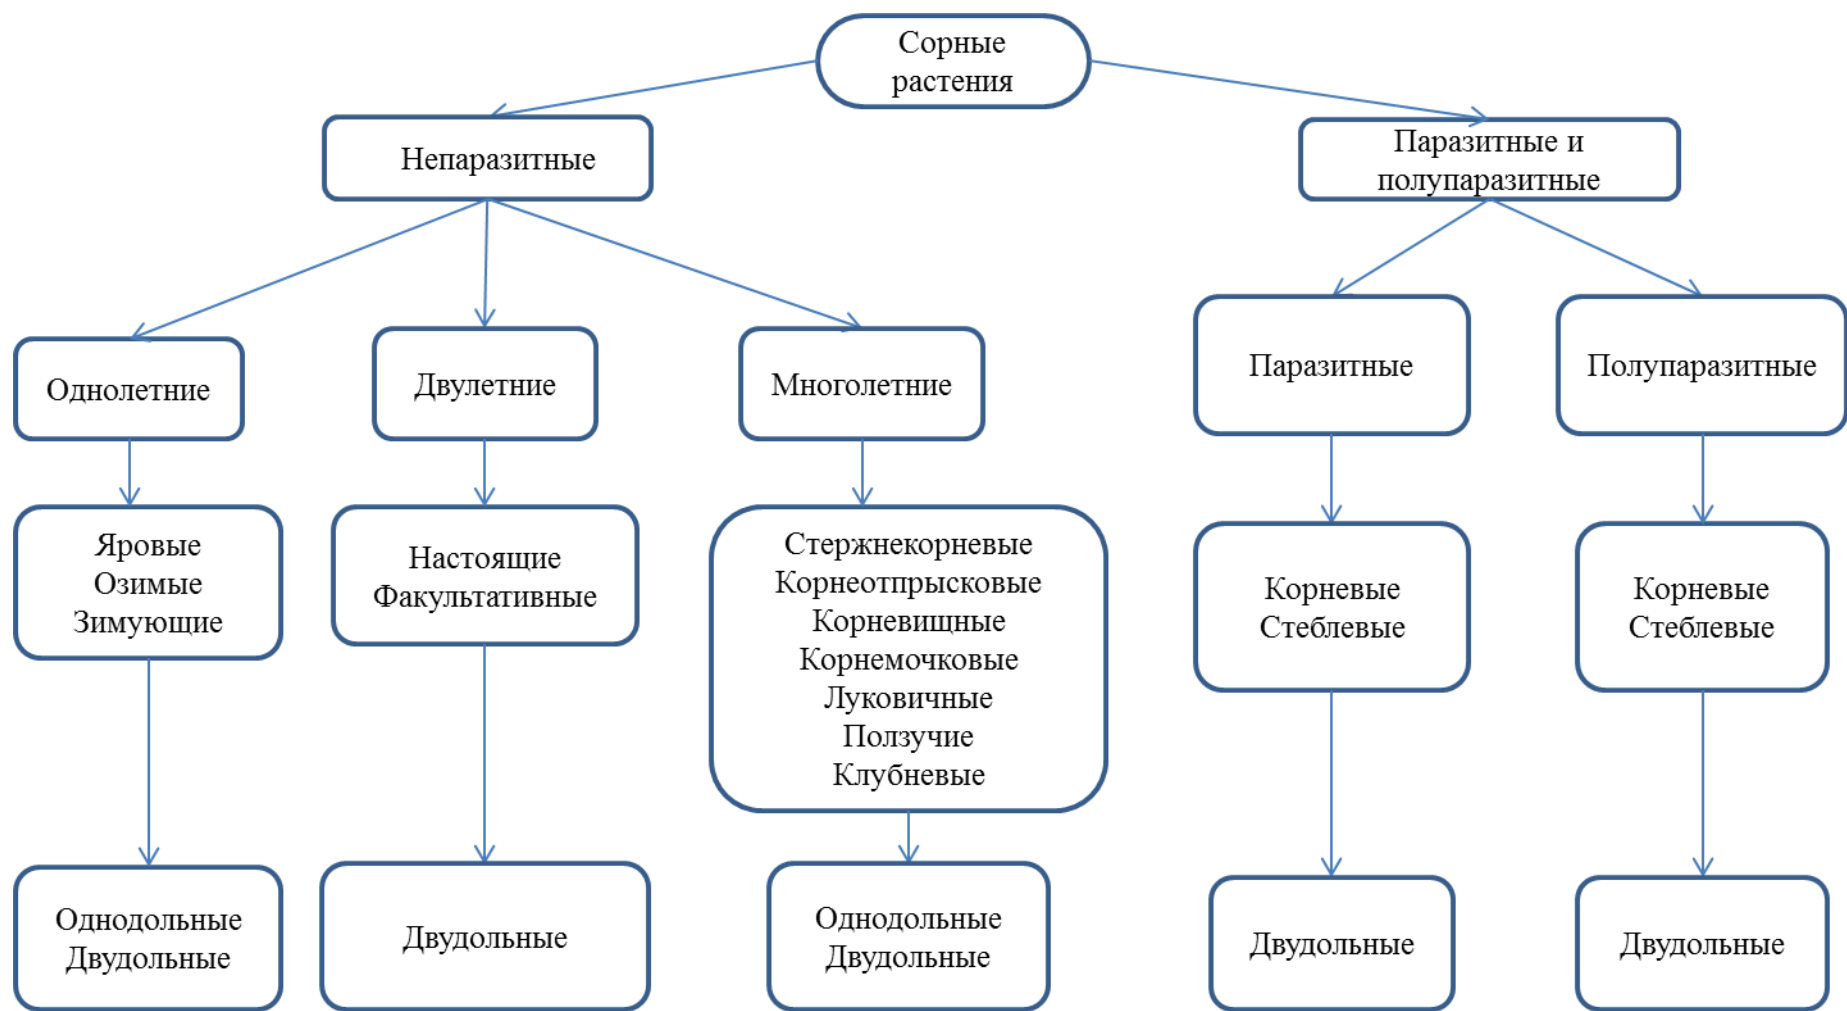 Сорные
растения
Непаразитные
Паразитные и
полупаразитные
Однолетние
Двулетние
Многолетние
Паразитные
Полупаразитные
Яровые
Озимые
Зимующие
Настоящие
Факультативные
Стержнекорневые
Корнеотпрысковые
Корневищные
Корнемочковые
Луковичные
Ползучие
Клубневые
Корневые
Стеблевые
Корневые
Стеблевые
Однодольные
Двудольные
Двудольные
Однодольные
Двудольные
Двудольные
Двудольные